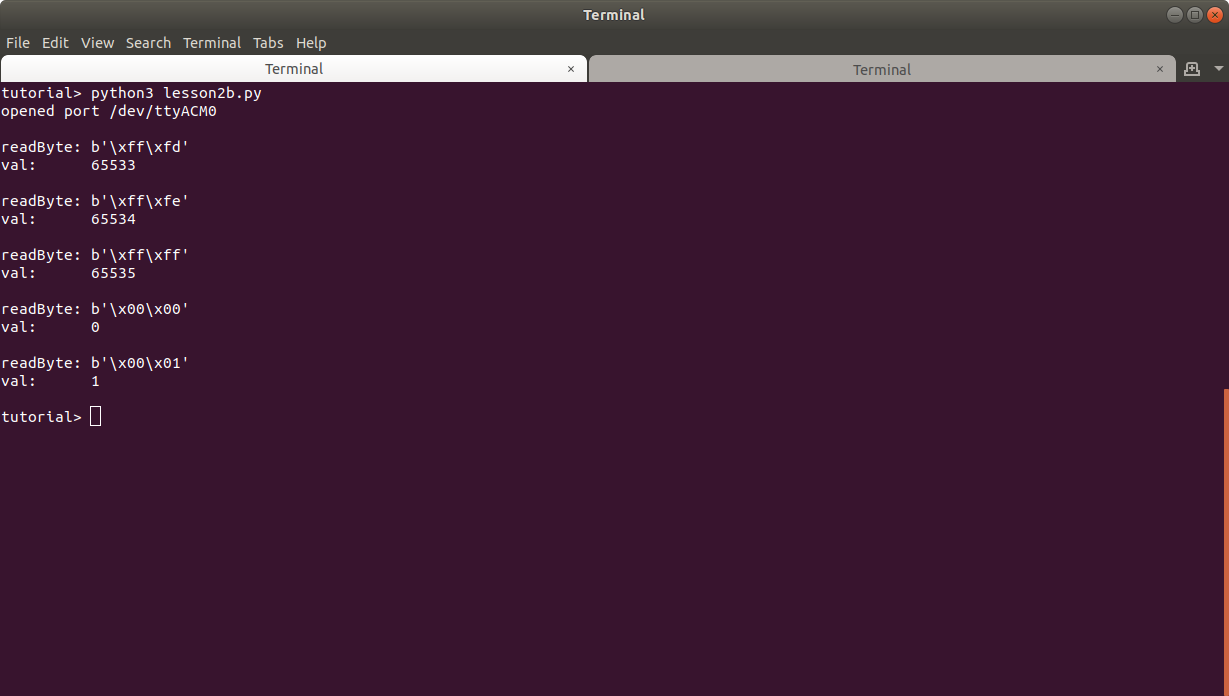 Terminal
File Edit View Search Terminal Tabs Help
Terminal × Terminal ×
tutorial> python3 lesson2b.py
opened port /dev/ttyACM0
readByte: b'\xff\xfd'
val:      65533
readByte: b'\xff\xfe'
val:      65534
readByte: b'\xff\xff'
val:      65535
readByte: b'\x00\x00'
val:      0
readByte: b'\x00\x01'
val:      1
tutorial>